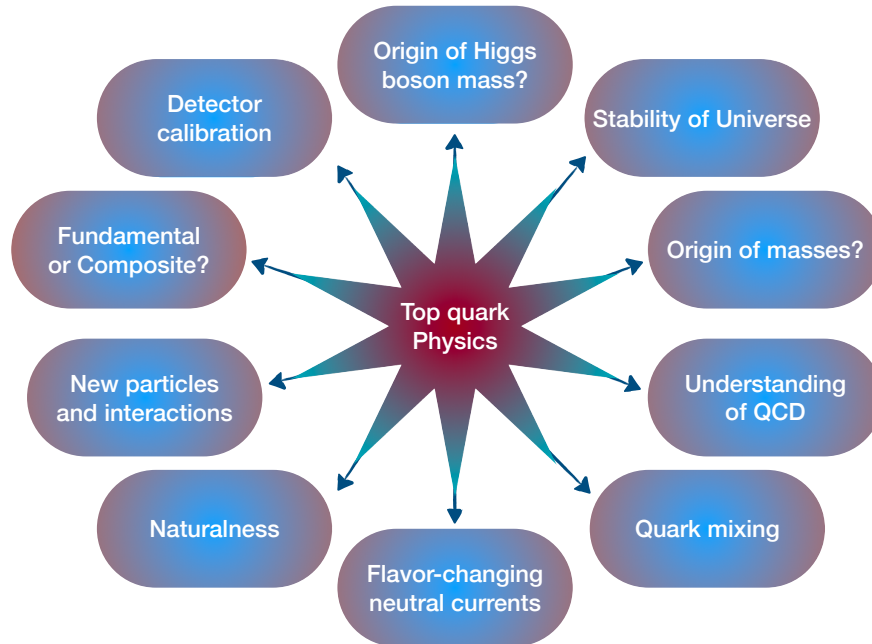 Origin of Higgs
boson mass?
Detector
calibration
Stability of Universe
Fundamental
or Composite?
Origin of masses?
Top quark
Physics
New particles
and interactions
Understanding
of QCD
Naturalness
Quark mixing
Flavor-changing
neutral currents